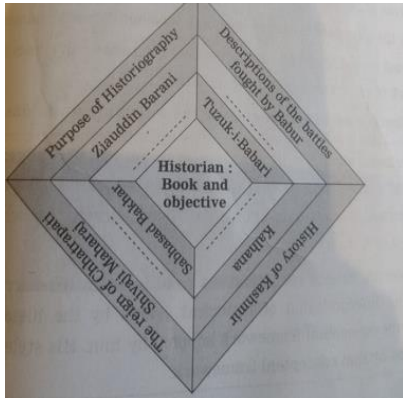 Purpose of Historiography
Ziauddin Barani
Descriptions of the battles
fought by Babur
Tuzuk-i-Babari
Historian :
Book and
objective
Sabhasad Bakhar
The reign of Chhatrapati
Shivaji Maharaj
Kalhana
History of Kashmir